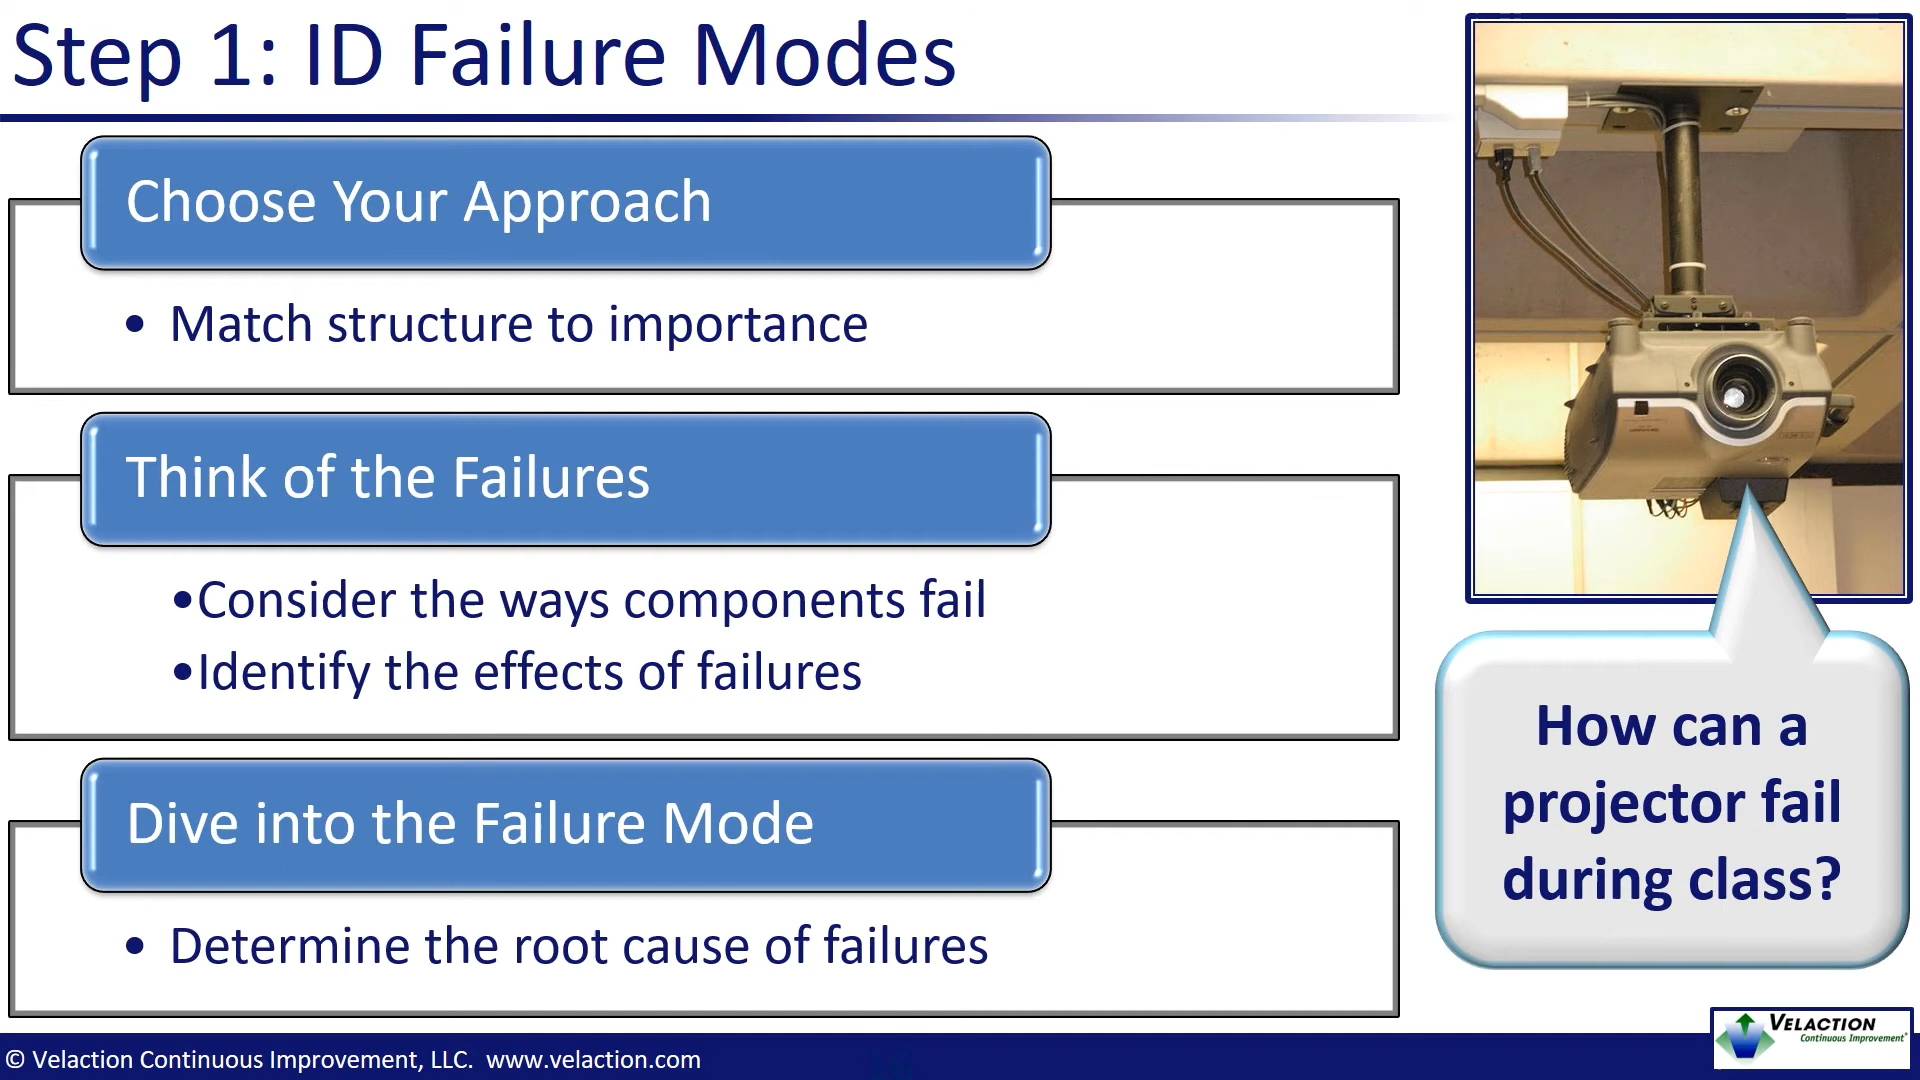 Step 1: ID Failure Modes
Choose Your Approach
• Match structure to importance
Think of the Failures
•Consider the ways components fail
•Identify the effects of failures
Dive into the Failure Mode
• Determine the root cause of failures
How can a
projector fail
during class?
© Velaction Continuous Improvement, LLC. www.velaction.com
VELACTION
Continuous Improvement